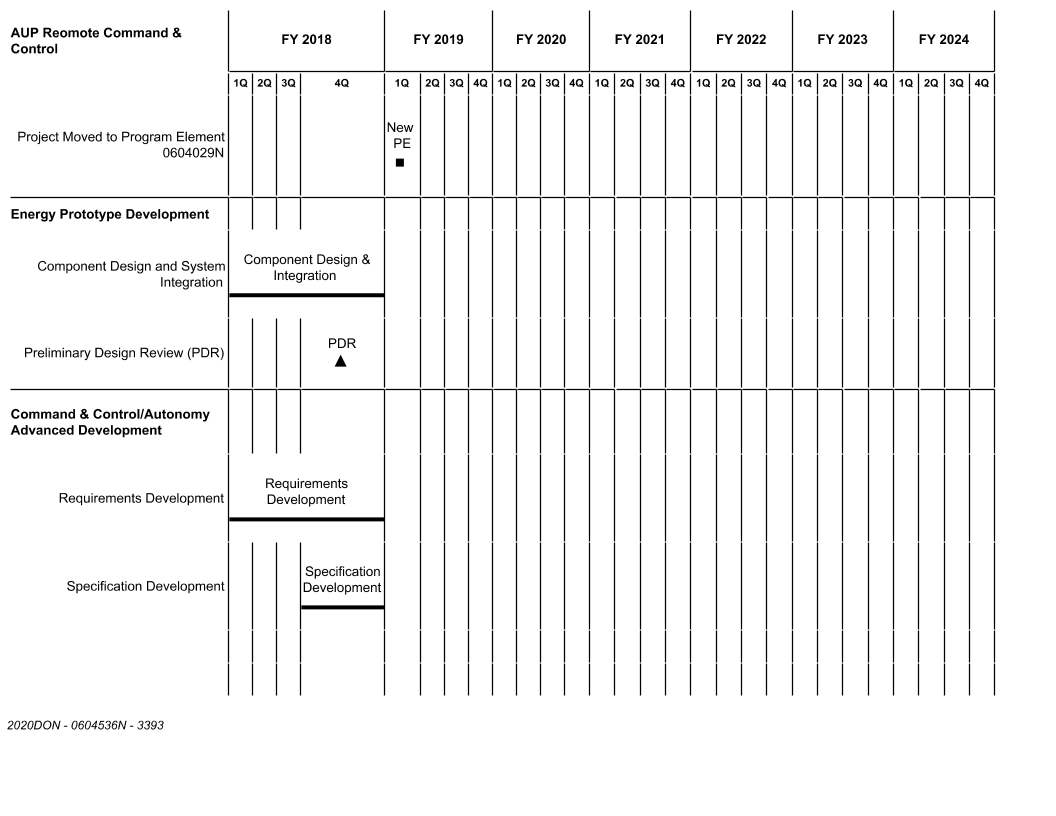 AUP Reomote Command &
Control
FY 2018 FY 2019 FY 2020 FY 2021 FY 2022 FY 2023 FY 2024
1Q 2Q 3Q 4Q 1Q 2Q 3Q 4Q 1Q 2Q 3Q 4Q 1Q 2Q 3Q 4Q 1Q 2Q 3Q 4Q 1Q 2Q 3Q 4Q 1Q 2Q 3Q 4Q
Project Moved to Program Element
0604029N
New
PE
Energy Prototype Development
Component Design and System
Integration
Component Design &
Integration
Preliminary Design Review (PDR)
PDR
Command & Control/Autonomy
Advanced Development
Requirements Development
Requirements
Development
Specification Development
Specification
Development
2020DON - 0604536N - 3393